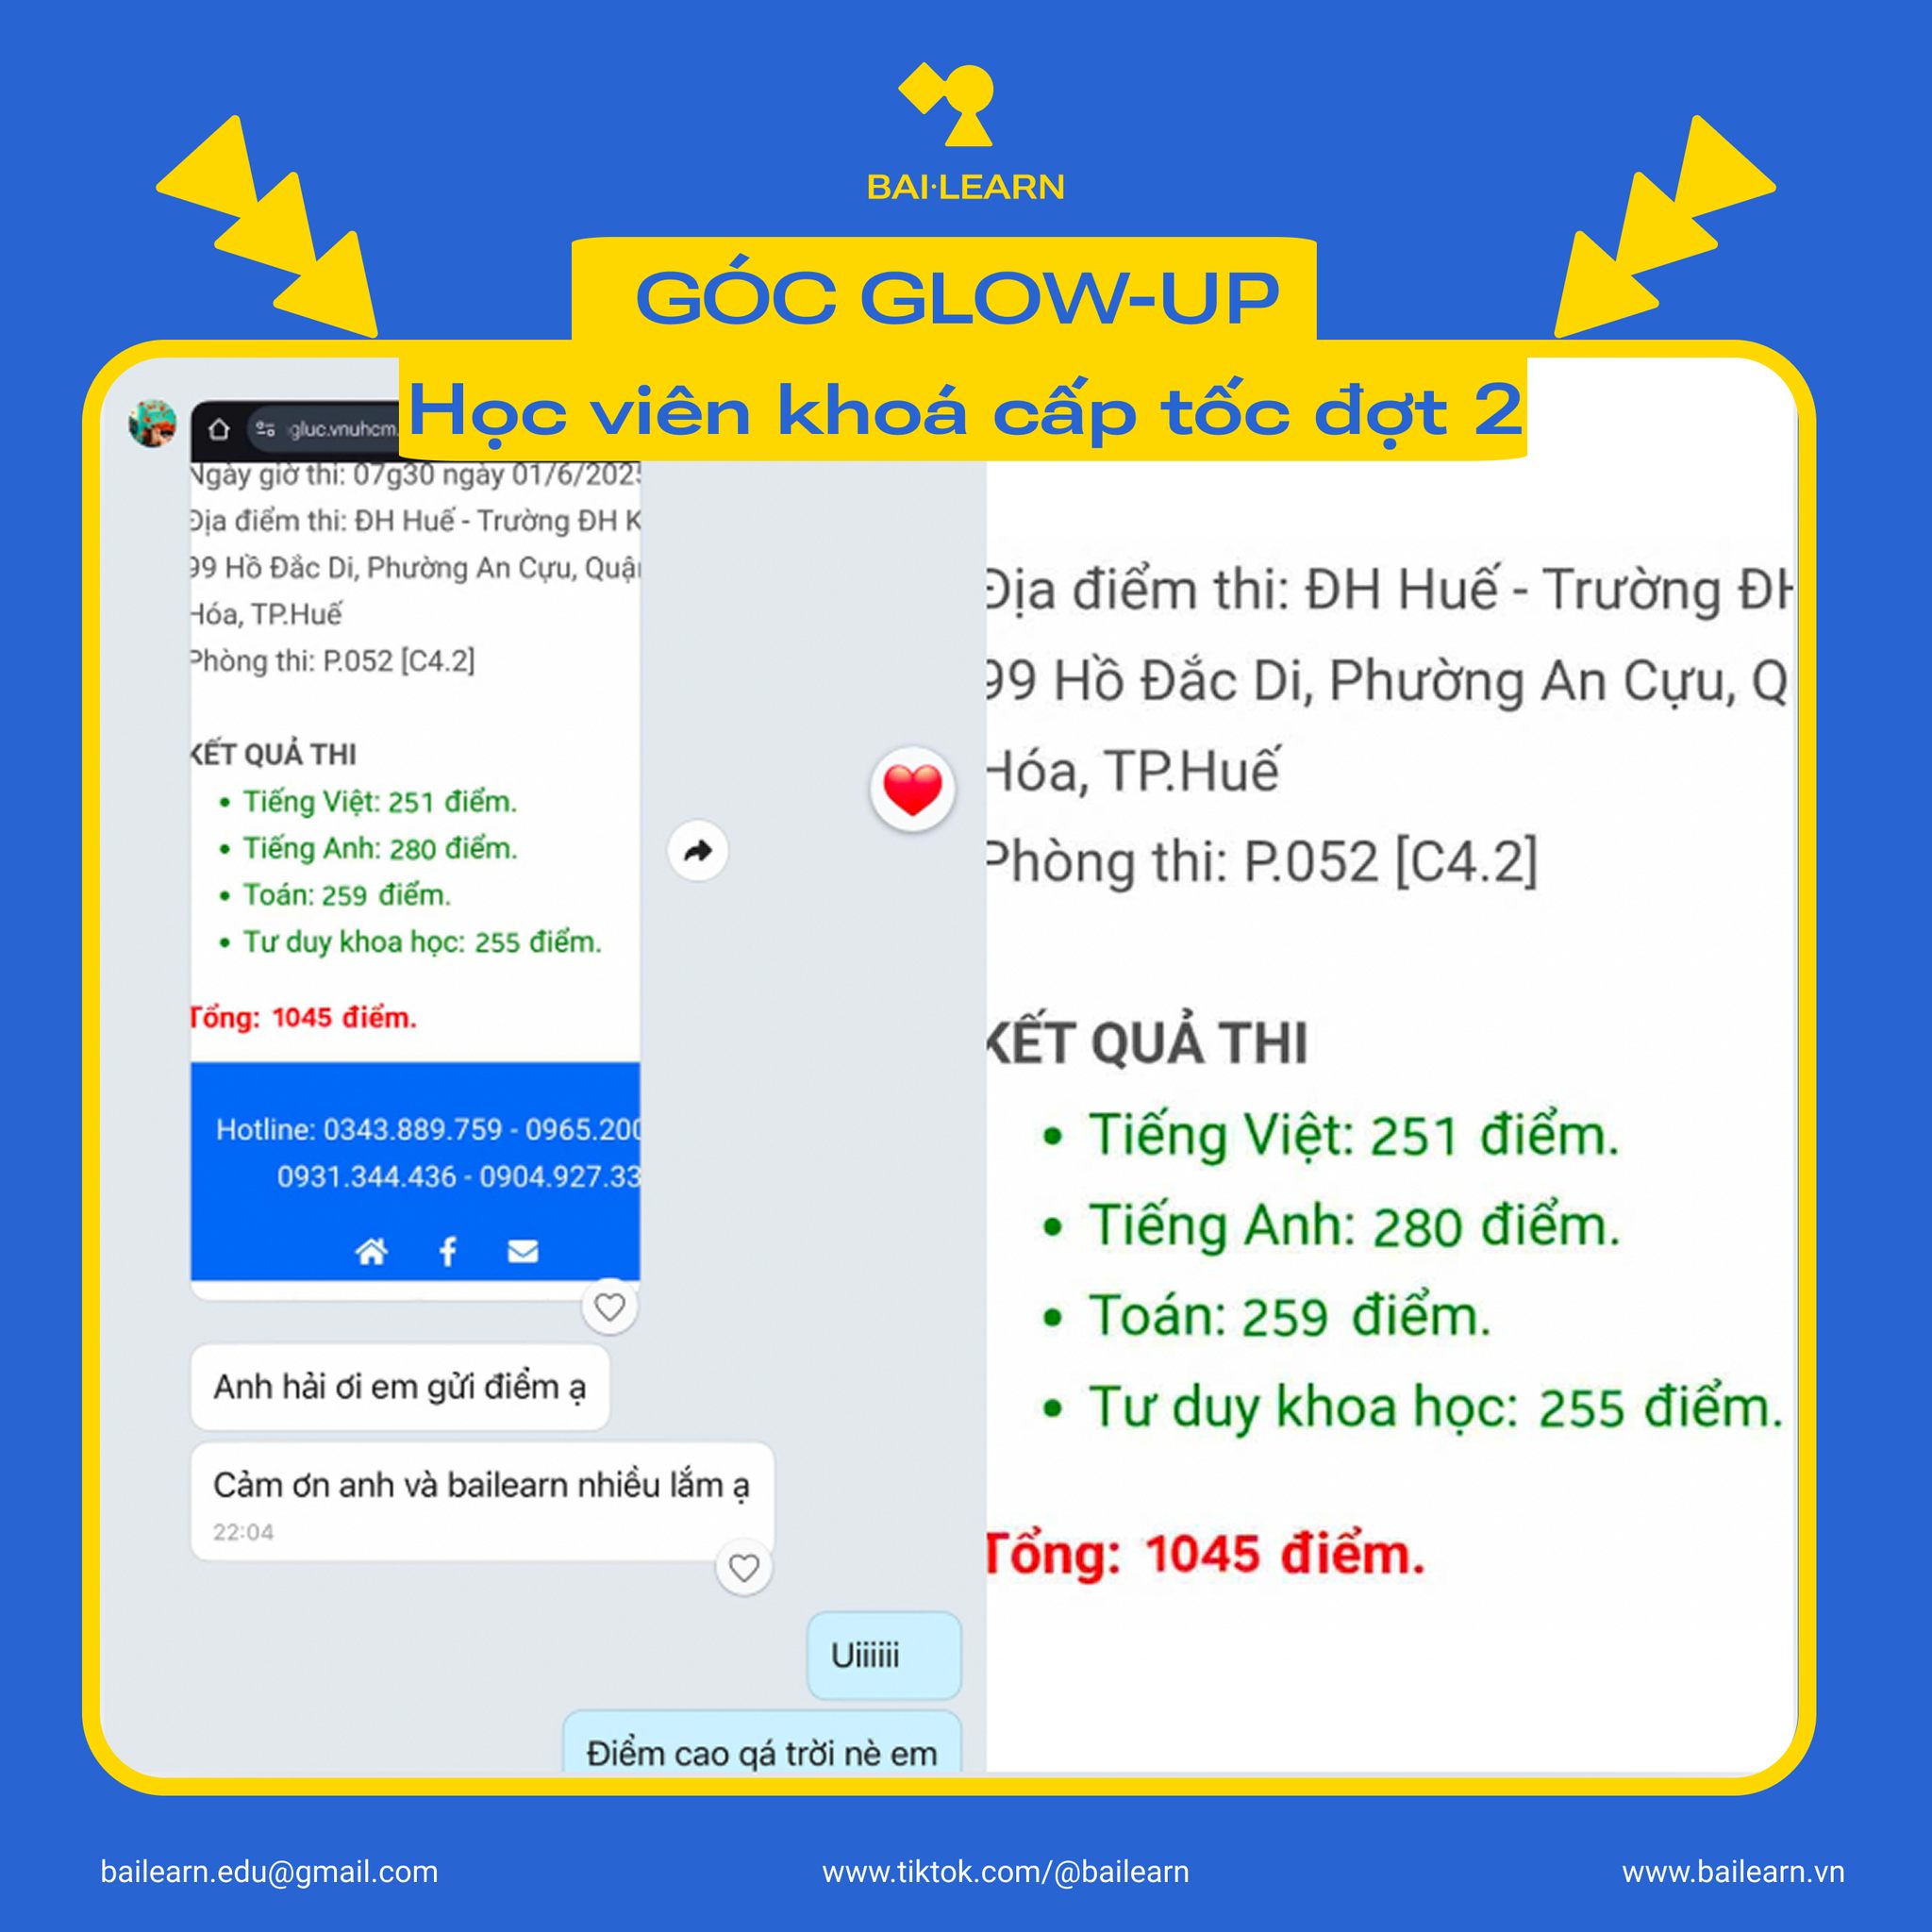 BAI·LEARN
GÓC GLOW-UP
Học viên khoá cấp tốc đợt 2
gluc.vnuhcm.
Ngày giờ thi: 07g30 ngày 01/6/2025
Địa điểm thi: ĐH Huế - Trường ĐH K
99 Hồ Đắc Di, Phường An Cựu, Quận
Hóa, TP.Huế
Phòng thi: P.052 [C4.2]
KẾT QUẢ THI
• Tiếng Việt: 251 điểm.
• Tiếng Anh: 280 điểm.
• Toán: 259 điểm.
• Tư duy khoa học: 255 điểm.
Tổng: 1045 điểm.
Hotline: 0343.889.759 - 0965.200
0931.344.436 - 0904.927.33
Anh hải ơi em gửi điểm ạ
Cảm ơn anh và bailearn nhiều lắm ạ
22:04
Uiiiiii
Điểm cao qá trời nè em
Địa điểm thi: ĐH Huế - Trường ĐH
99 Hồ Đắc Di, Phường An Cựu, Q
Hóa, TP.Huế
Phòng thi: P.052 [C4.2]
KẾT QUẢ THI
• Tiếng Việt: 251 điểm.
• Tiếng Anh: 280 điểm.
• Toán: 259 điểm.
• Tư duy khoa học: 255 điểm.
Tổng: 1045 điểm.
bailearn.edu@gmail.com
www.tiktok.com/@bailearn
www.bailearn.vn